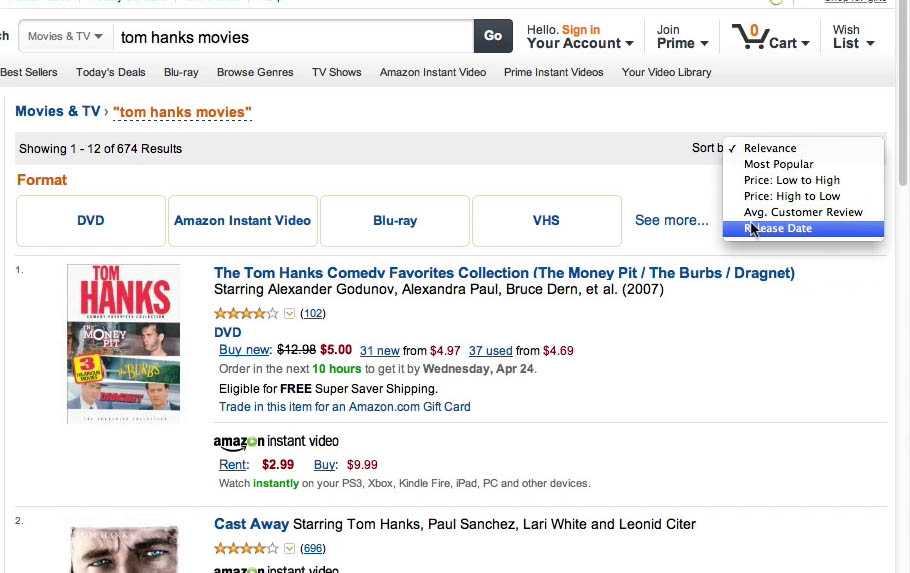 Movies & TV
tom hanks movies
Go
Hello. Sign in
Your Account
Join
Prime
0
Cart
Wish
List
Best Sellers Today's Deals Blu-ray Browse Genres TV Shows Amazon Instant Video Prime Instant Videos Your Video Library
Movies & TV › "tom hanks movies"
Showing 1 - 12 of 674 Results
Sort b
✓ Relevance
Most Popular
Price: Low to High
Price: High to Low
Avg. Customer Review
Release Date
Format
DVD
Amazon Instant Video
Blu-ray
VHS
See more...
1.
TOM
HANKS
COMEDY FAVORITES COLLECTION
THE MONEY PIT
3
HILARIOUS
MOVIES
THE 'BURBS
DRAGNET
The Tom Hanks Comedy Favorites Collection (The Money Pit / The Burbs / Dragnet)
Starring Alexander Godunov, Alexandra Paul, Bruce Dern, et al. (2007)
(102)
DVD
Buy new: $12.98 $5.00 31 new from $4.97 37 used from $4.69
Order in the next 10 hours to get it by Wednesday, Apr 24.
Eligible for FREE Super Saver Shipping.
Trade in this item for an Amazon.com Gift Card
amazon instant video
Rent: $2.99 Buy: $9.99
Watch instantly on your PS3, Xbox, Kindle Fire, iPad, PC and other devices.
2.
TOM HANKS
Cast Away Starring Tom Hanks, Paul Sanchez, Lari White and Leonid Citer
(696)
amazon instant video